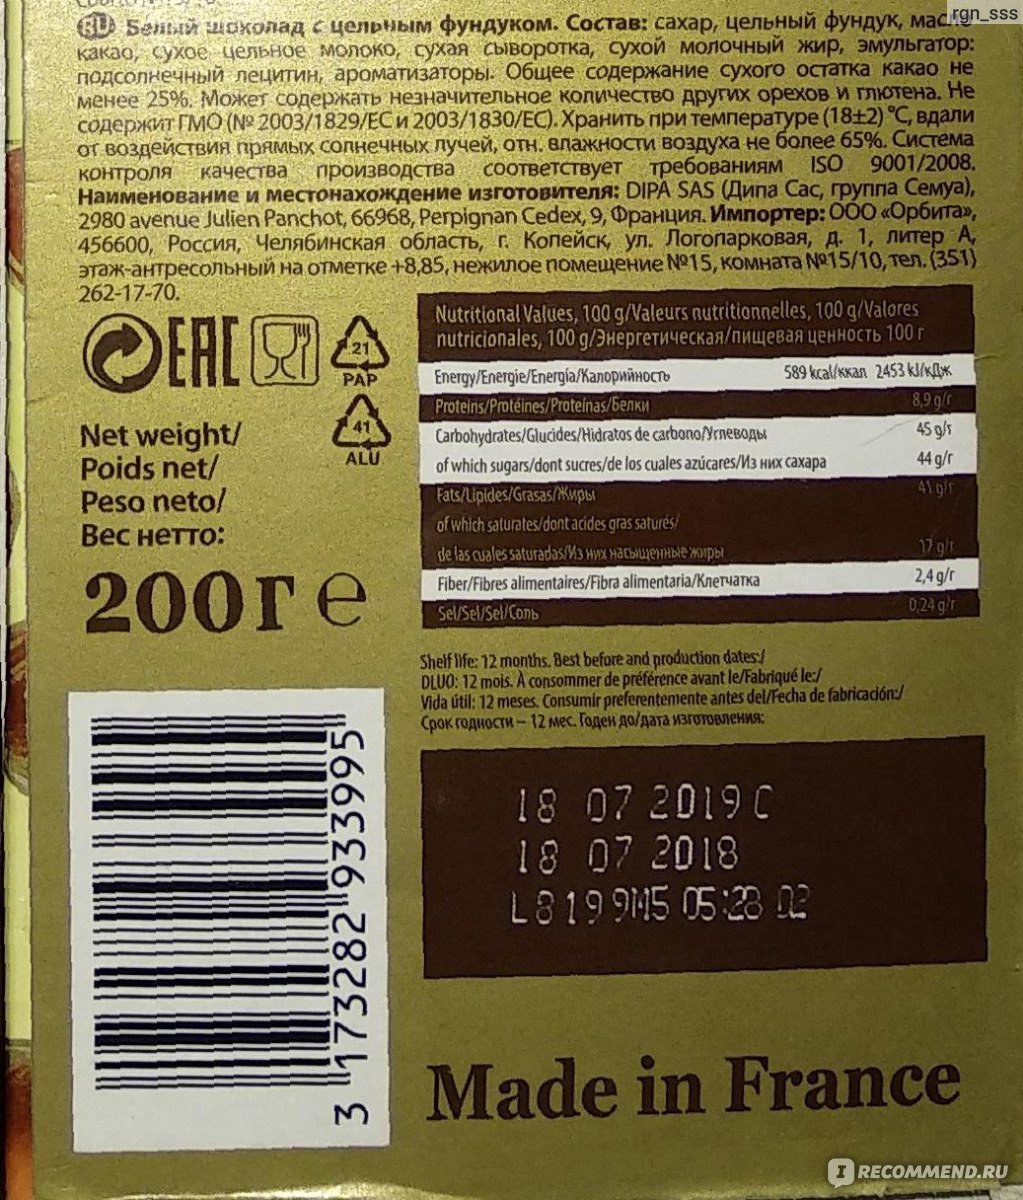 rgn_sss
RU Белый шоколад с цельным фундуком. Состав: сахар, цельный фундук, масло
какао, сухое цельное молоко, сухая сыворотка, сухой молочный жир, эмульгатор:
подсолнечный лецитин, ароматизаторы. Общее содержание сухого остатка какао не
менее 25%. Может содержать незначительное количество других орехов и глютена. Не
содержит ГМО (№ 2003/1829/EC и 2003/1830/EC). Хранить при температуре (18±2) °C, вдали
от воздействия прямых солнечных лучей, отн. влажности воздуха не более 65%. Система
контроля качества производства соответствует требованиям ISO 9001/2008.
Наименование и местонахождение изготовителя: DIPA SAS (Дипа Сас, группа Семуа),
2980 avenue Julien Panchot, 66968, Perpignan Cedex, 9, Франция. Импортер: ООО «Орбита»,
456600, Россия, Челябинская область, г. Копейск, ул. Логопарковая, д. 1, литер А,
этаж-антресольный на отметке +8,85, нежилое помещение №15, комната №15/10, тел. (351)
262-17-70.
EAC
21
PAP
41
ALU
Net weight/
Poids net/
Peso neto/
Вес нетто:
200г e
Nutritional Values, 100 g/Valeurs nutritionnelles, 100 g/Valores
nutricionales, 100 g/Энергетическая/пищевая ценность 100 г
Energy/Energie/Energía/Калорийность 589 kcal/ккал 2453 kJ/кДж
Proteins/Protéines/Proteínas/Белки 8,9 g/г
Carbohydrates/Glucides/Hidratos de carbono/Углеводы 45 g/г
of which sugars/dont sucres/de los cuales azúcares/Из них сахара 44 g/г
Fats/Lipides/Grasas/Жиры 41 g/г
of which saturates/dont acides gras saturés/
de las cuales saturadas/Из них насыщенные жиры 17 g/г
Fiber/Fibres alimentaires/Fibra alimentaria/Клетчатка 2,4 g/г
Sel/Sel/Sel/Соль 0,24 g/г
Shelf life: 12 months. Best before and production dates:/
DLUO: 12 mois. À consommer de préférence avant le/Fabriqué le:/
Vida útil: 12 meses. Consumir preferentemente antes del/Fecha de fabricación:/
Срок годности – 12 мес. Годен до/дата изготовления:
18 07 2019 C
18 07 2018
L8199M5 05:28 02
3 173282 933995
Made in France
I RECOMMEND.RU